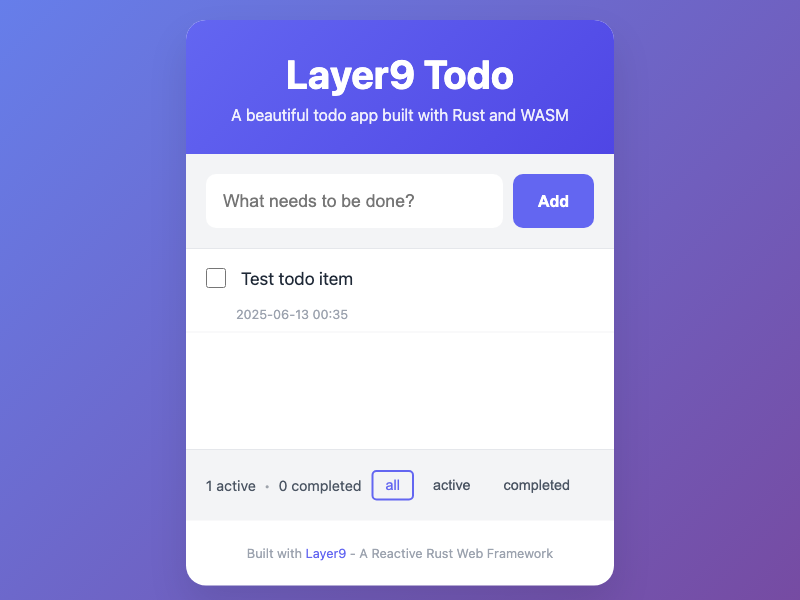 Layer9 Todo
A beautiful todo app built with Rust and WASM
What needs to be done?
Add
Test todo item
2025-06-13 00:35
1 active • 0 completed all active completed
Built with Layer9 - A Reactive Rust Web Framework